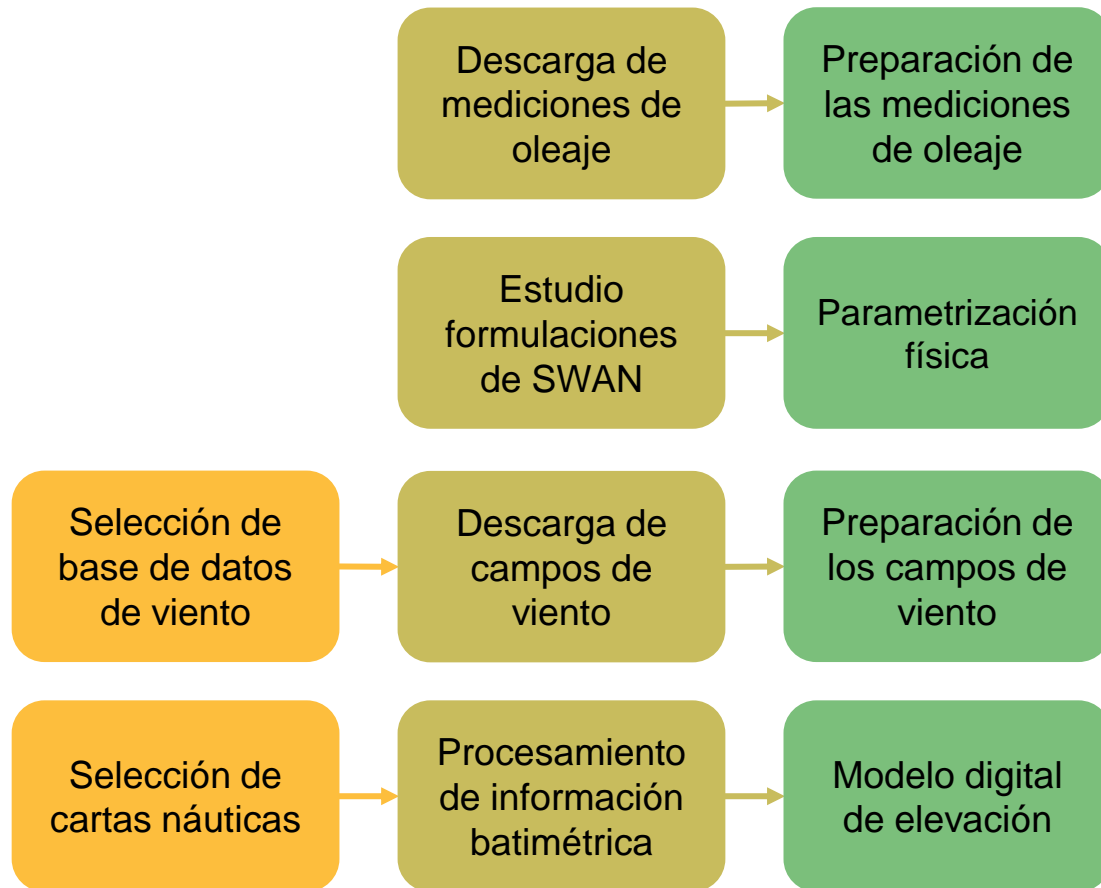 Descarga de
mediciones de
oleaje
Preparación de
las mediciones
de oleaje
Estudio
formulaciones
de SWAN
Parametrización
física
Selección de
base de datos
de viento
Descarga de
campos de
viento
Preparación de
los campos de
viento
Selección de
cartas náuticas
Procesamiento
de información
batimétrica
Modelo digital
de elevación